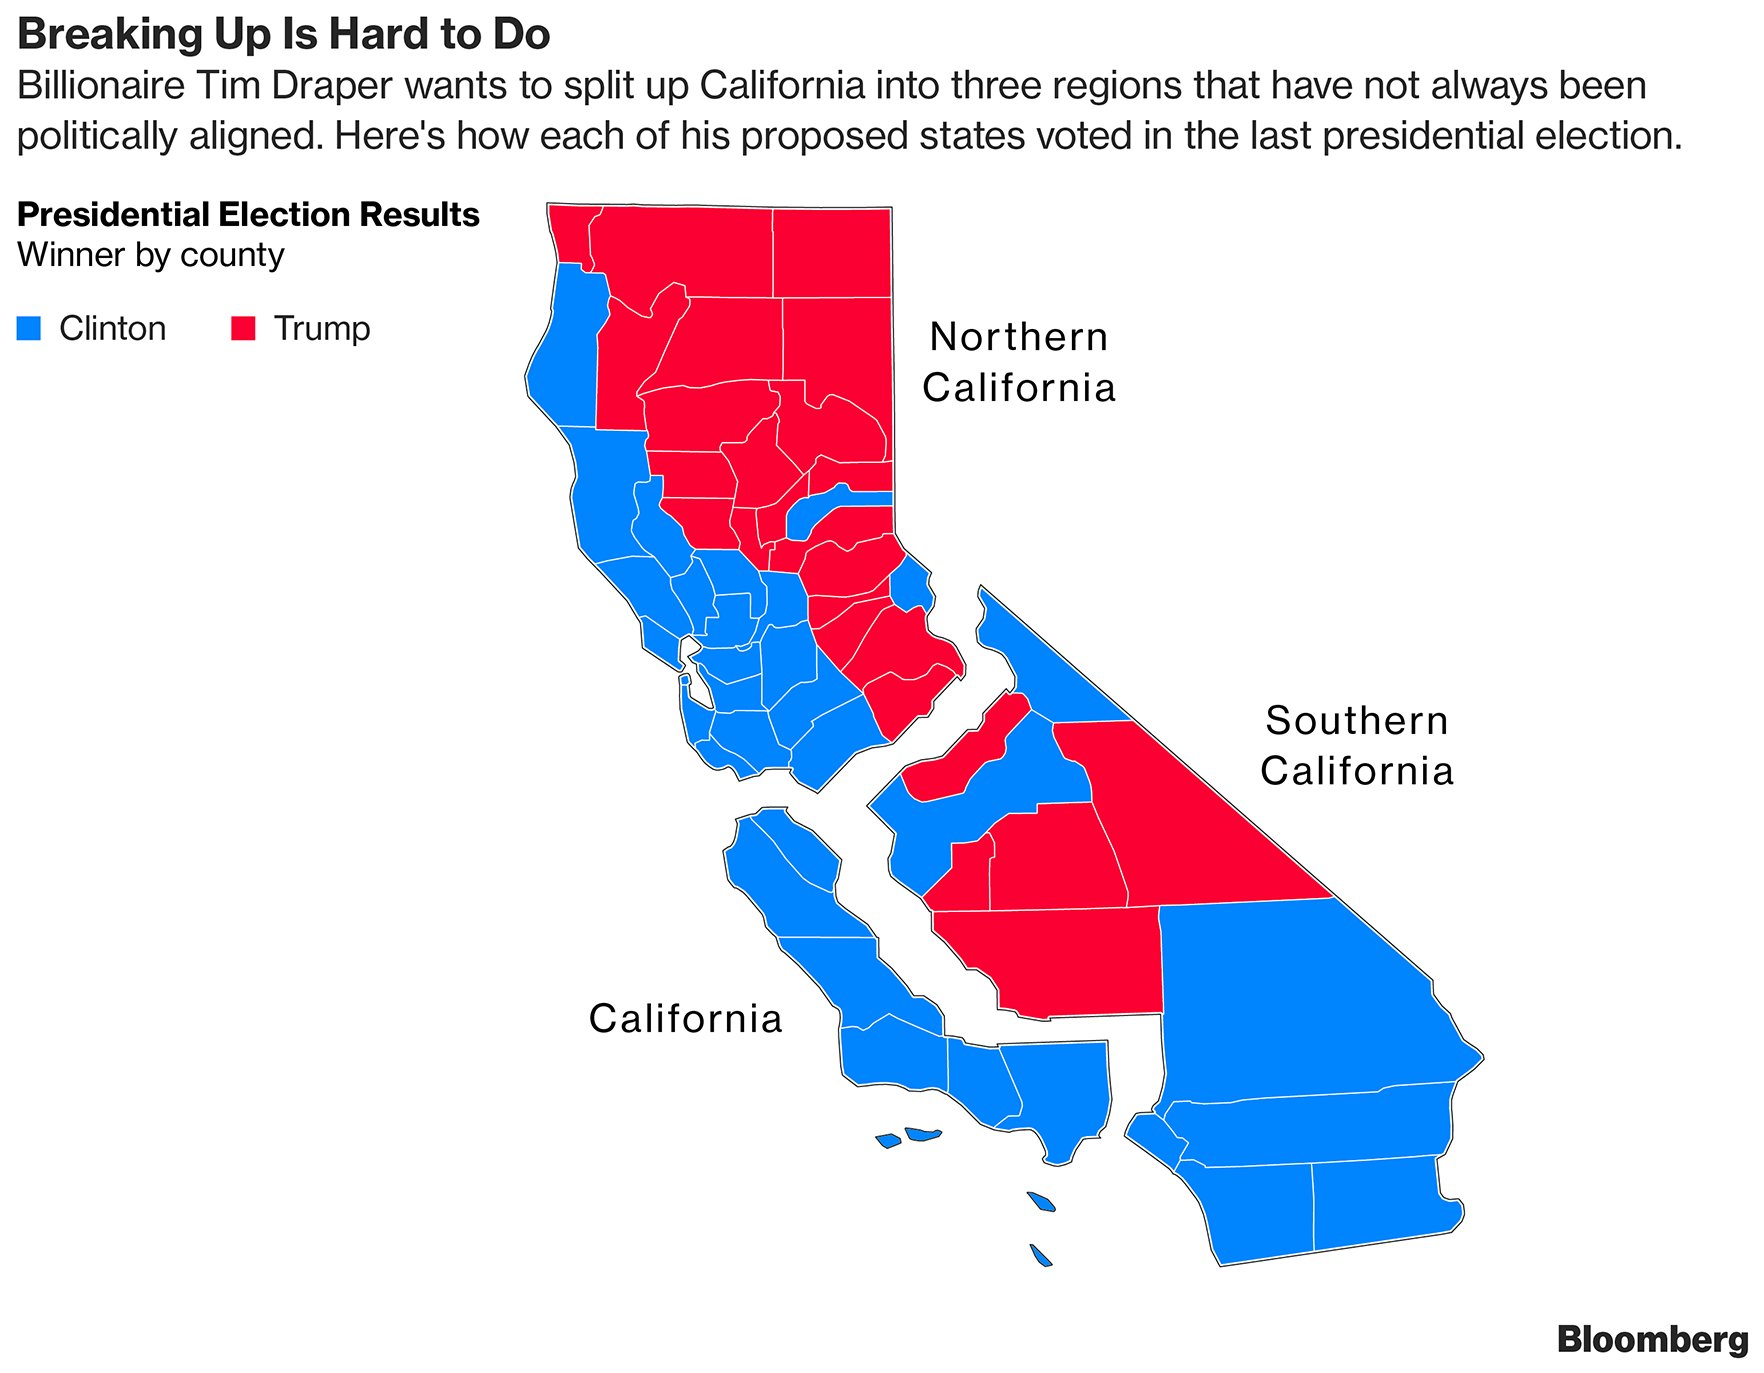 Breaking Up Is Hard to Do
Billionaire Tim Draper wants to split up California into three regions that have not always been
politically aligned. Here's how each of his proposed states voted in the last presidential election.
Presidential Election Results
Winner by county
Clinton
Trump
Northern
California
Southern
California
California
Bloomberg